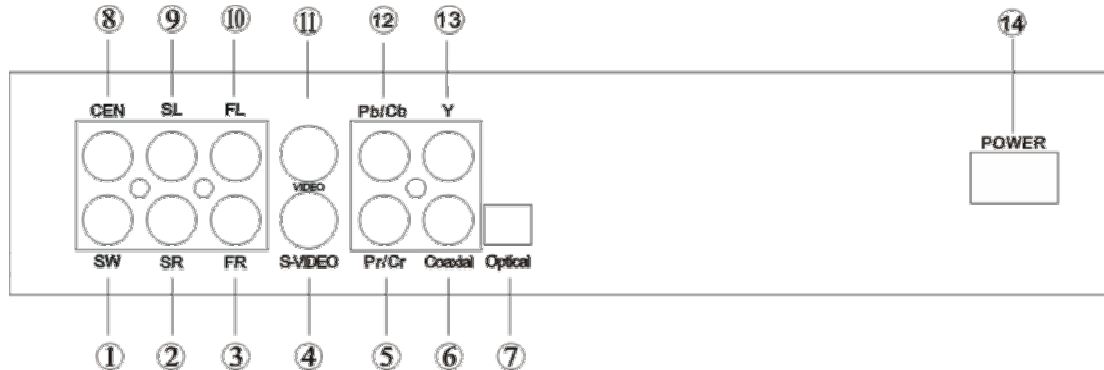 ⑧ ⑨ ⑩ ⑪ ⑫ ⑬ ⑭
CEN SL FL Pb/Cb Y
POWER
VIDEO
SW SR FR S-VIDEO Pr/Cr Coaxial Optical
① ② ③ ④ ⑤ ⑥ ⑦